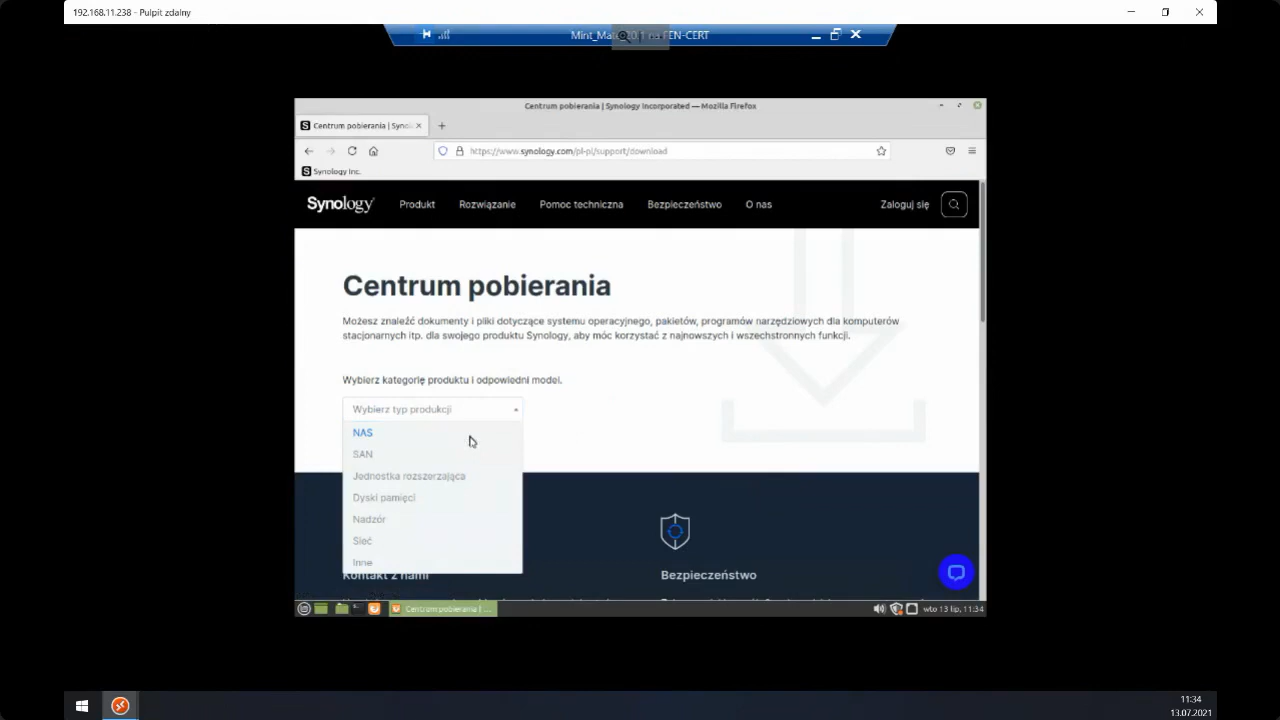 192.168.11.238 - Pulpit zdalny
Centrum pobierania | Synology Incorporated — Mozilla Firefox
Centrum pobierania | Synol
https://www.synology.com/pl-pl/support/download
Synology Inc.
Synology
Produkt
Rozwiązanie
Pomoc techniczna
Bezpieczeństwo
O nas
Zaloguj się
Centrum pobierania
Możesz znaleźć dokumenty i pliki dotyczące systemu operacyjnego, pakietów, programów narzędziowych dla komputerów
stacjonarnych itp. dla swojego produktu Synology, aby móc korzystać z najnowszych i wszechstronnych funkcji.
Wybierz kategorię produktu i odpowiedni model.
Wybierz typ produkcji
NAS
SAN
Jednostka rozszerzająca
Dyski pamięci
Nadzór
Sieć
Inne
Kontakt z nami
Bezpieczeństwo
Centrum pobierania | ...
wto 13 lip, 11:34
11:34
13.07.2021